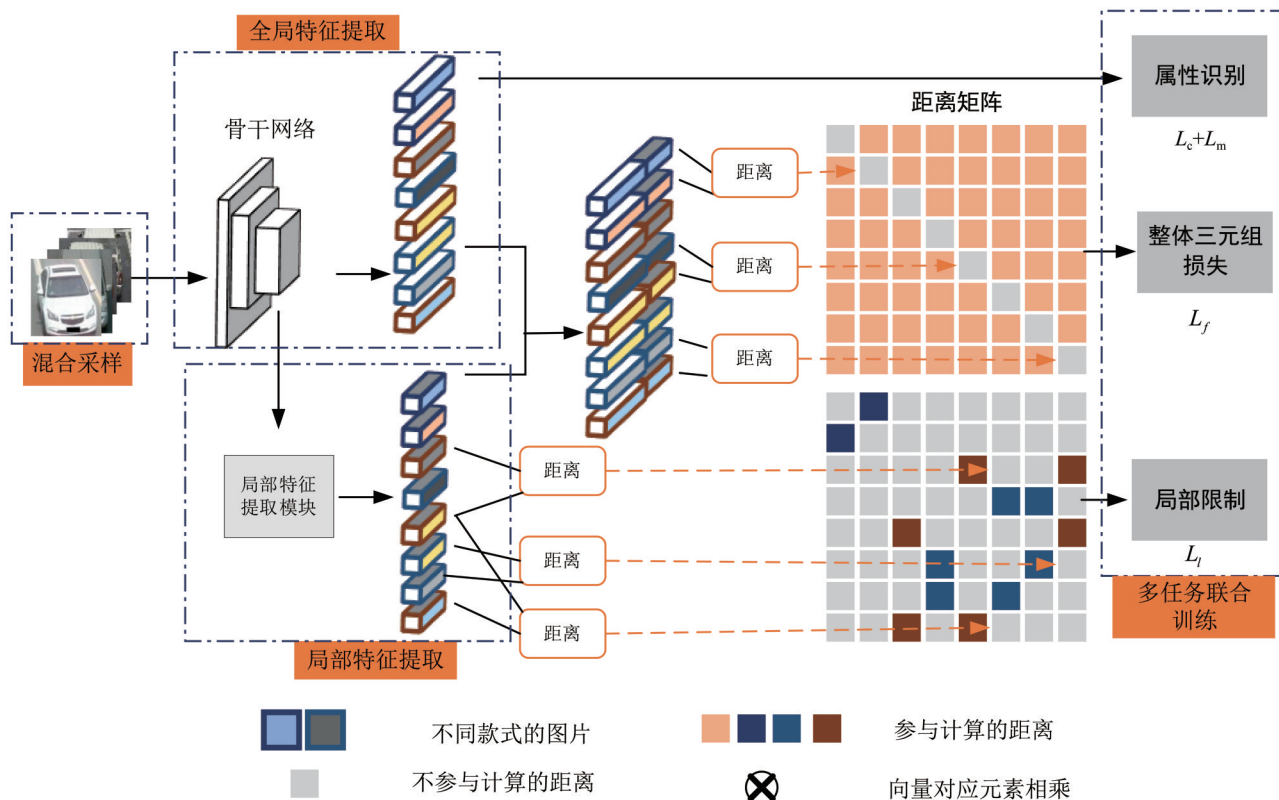 全局特征提取
骨干网络
混合采样
局部特征
提取模块
局部特征提取
距离
距离
距离
距离
距离
距离
距离矩阵
属性识别
Lc+Lm
整体三元组
损失
Lf
局部限制
Ll
多任务联合
训练
不同款式的图片
参与计算的距离
不参与计算的距离
向量对应元素相乘